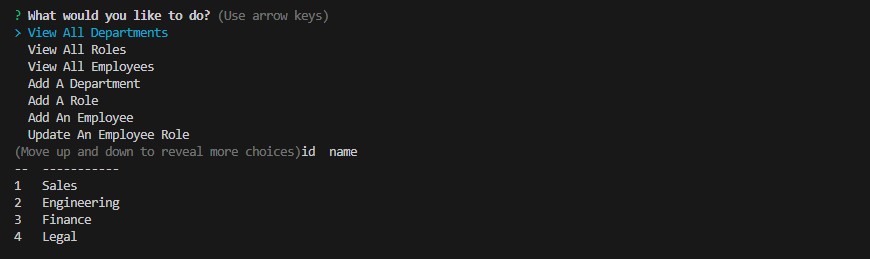 ? What would you like to do? (Use arrow keys)
> View All Departments
  View All Roles
  View All Employees
  Add A Department
  Add A Role
  Add An Employee
  Update An Employee Role
(Move up and down to reveal more choices)id  name
--  -----------
1   Sales
2   Engineering
3   Finance
4   Legal